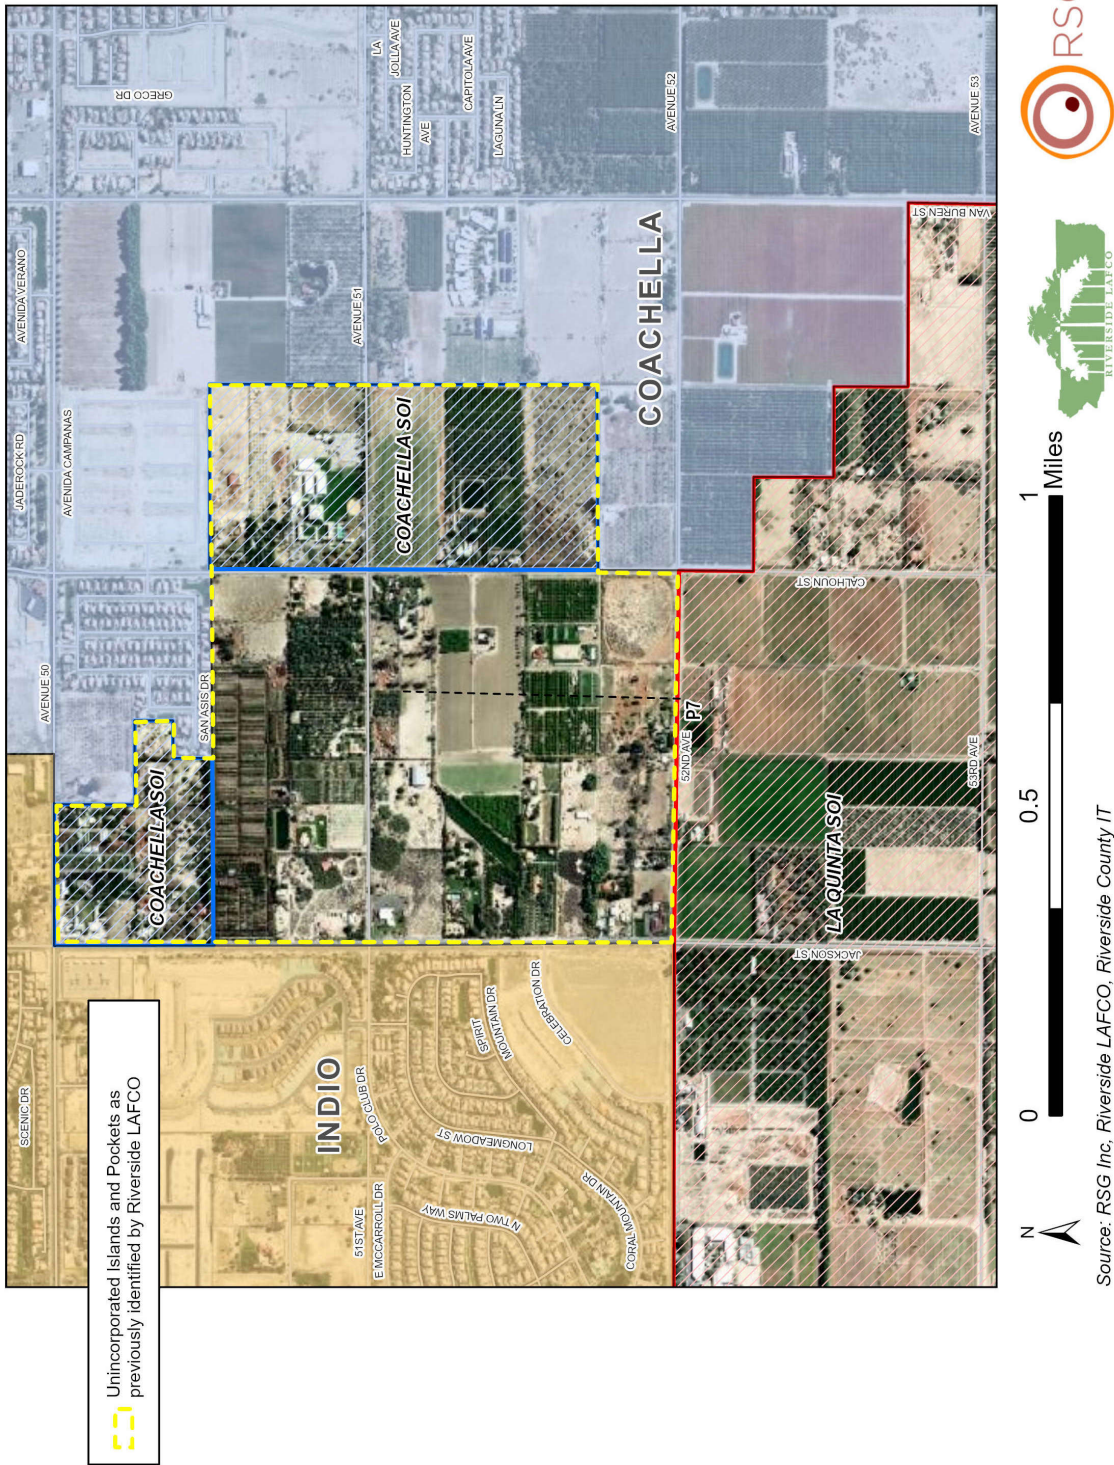 Unincorporated Islands and Pockets as
previously identified by Riverside LAFCO
SCENIC DR
AVENUE 50
JADEROCK RD
AVENIDA VERANO
AVENIDA CAMPANAS
GRECO DR
COACHELLA SOI
SAN ASIS DR
INDIO
POLO CLUB DR
51ST AVE
E MCCARROLL DR
AVENUE 51
LA
JOLLA AVE
HUNTINGTON
AVE
CAPITOLA AVE
LAGUNA LN
COACHELLA SOI
N TWO PALMS WAY
LONGMEADOW ST
SPIRIT
MOUNTAIN DR
CELEBRATION DR
CORAL MOUNTAIN DR
COACHELLA
AVENUE 52
52ND AVE
P7
JACKSON ST
CALHOUN ST
VAN BUREN ST
LA QUINTA SOI
53RD AVE
AVENUE 53
N
0
0.5
1
Miles
RIVERSIDE LAFCO
Source: RSG Inc, Riverside LAFCO, Riverside County IT